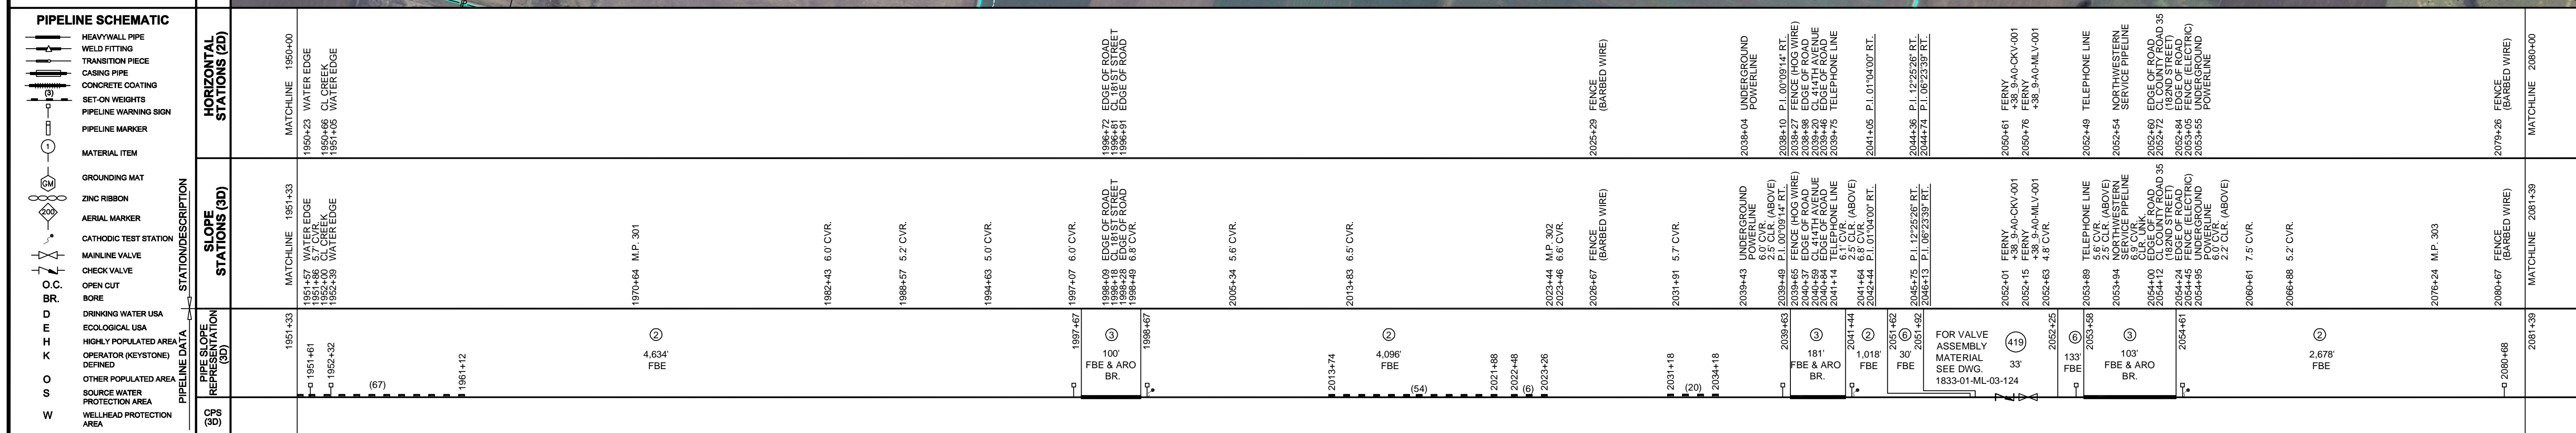 PIPELINE SCHEMATIC
HEAVYWALL PIPE
WELD FITTING
TRANSITION PIECE
CASING PIPE
CONCRETE COATING
(3)
SET-ON WEIGHTS
PIPELINE WARNING SIGN
PIPELINE MARKER
1
MATERIAL ITEM
GM
GROUNDING MAT
ZINC RIBBON
200
AERIAL MARKER
CATHODIC TEST STATION
MAINLINE VALVE
CHECK VALVE
O.C. OPEN CUT
BR. BORE
D DRINKING WATER USA
E ECOLOGICAL USA
H HIGHLY POPULATED AREA
K OPERATOR (KEYSTONE)
DEFINED
O OTHER POPULATED AREA
S SOURCE WATER
PROTECTION AREA
W WELLHEAD PROTECTION
AREA
STATION/DESCRIPTION
PIPELINE DATA
HORIZONTAL
STATIONS (2D)
MATCHLINE 1950+00
1950+23 WATER EDGE
1950+66 CL CREEK
1951+05 WATER EDGE
1996+72 EDGE OF ROAD
1996+81 CL 181ST STREET
1996+91 EDGE OF ROAD
2025+29 FENCE
(BARBED WIRE)
2038+04 UNDERGROUND
POWERLINE
2038+10 P.I. 00°09'14" RT.
2038+27 FENCE (HOG WIRE)
2038+98 EDGE OF ROAD
2039+20 CL 414TH AVENUE
2039+46 EDGE OF ROAD
2039+75 TELEPHONE LINE
2041+05 P.I. 01°04'00" RT.
2044+36 P.I. 12°25'26" RT.
2044+74 P.I. 06°23'39" RT.
2050+61 FERNY
+38_9-A0-CKV-001
2050+76 FERNY
+38_9-A0-MLV-001
2052+49 TELEPHONE LINE
2052+54 NORTHWESTERN
SERVICE PIPELINE
2052+60 EDGE OF ROAD
2052+72 CL COUNTY ROAD 35
(182ND STREET)
2052+84 EDGE OF ROAD
2053+05 FENCE (ELECTRIC)
2053+55 UNDERGROUND
POWERLINE
2079+26 FENCE
(BARBED WIRE)
MATCHLINE 2080+00
SLOPE
STATIONS (3D)
MATCHLINE 1951+33
1951+57 WATER EDGE
1951+86 5.7' CVR.
1952+00 CL CREEK
1952+39 WATER EDGE
1970+64 M.P. 301
1982+43 6.0' CVR.
1988+57 5.2' CVR.
1994+63 5.0' CVR.
1997+07 6.0' CVR.
1998+09 EDGE OF ROAD
1998+18 CL 181ST STREET
1998+28 EDGE OF ROAD
1998+49 6.8' CVR.
2005+34 5.6' CVR.
2013+83 6.5' CVR.
2023+44 M.P. 302
2023+46 6.6' CVR.
2026+67 FENCE
(BARBED WIRE)
2031+91 5.7' CVR.
2039+43 UNDERGROUND
POWERLINE
6.0' CVR.
2.5' CLR. (ABOVE)
2039+49 P.I. 00°09'14" RT.
2039+65 FENCE (HOG WIRE)
2040+37 EDGE OF ROAD
2040+59 CL 414TH AVENUE
2040+84 EDGE OF ROAD
2041+14 TELEPHONE LINE
6.1' CVR.
2.5' CLR. (ABOVE)
2041+64 6.8' CVR.
2042+44 P.I. 01°04'00" RT.
2045+75 P.I. 12°25'26" RT.
2046+13 P.I. 06°23'39" RT.
2052+01 FERNY
+38_9-A0-CKV-001
2052+15 FERNY
+38_9-A0-MLV-001
2052+63 4.8' CVR.
2053+89 TELEPHONE LINE
5.6' CVR.
2.5' CLR. (ABOVE)
2053+94 NORTHWESTERN
SERVICE PIPELINE
6.9' CVR.
CLR. UNK.
2054+00 EDGE OF ROAD
2054+12 CL COUNTY ROAD 35
(182ND STREET)
2054+24 EDGE OF ROAD
2054+45 FENCE (ELECTRIC)
2054+95 UNDERGROUND
POWERLINE
6.0' CVR.
2.2' CLR. (ABOVE)
2060+61 7.5' CVR.
2066+88 5.2' CVR.
2076+24 M.P. 303
2080+67 FENCE
(BARBED WIRE)
MATCHLINE 2081+39
PIPE SLOPE
REPRESENTATION
(3D)
1951+33
1951+61
1952+32
(67)
1961+12
2
4,634'
FBE
1997+67
3
100'
FBE & ARO
BR.
1998+67
2013+74
2
4,096'
FBE
(54)
2021+88
2022+48
(6)
2023+26
2031+18
(20)
2034+18
2039+63
3
181'
FBE & ARO
BR.
2041+44
2
1,018'
FBE
2051+62
6
30'
FBE
2051+92
FOR VALVE
ASSEMBLY
MATERIAL
SEE DWG.
1833-01-ML-03-124
419
33'
2052+25
6
133'
FBE
2053+58
3
103'
FBE & ARO
BR.
2054+61
2
2,678'
FBE
2080+68
2081+39
CPS
(3D)